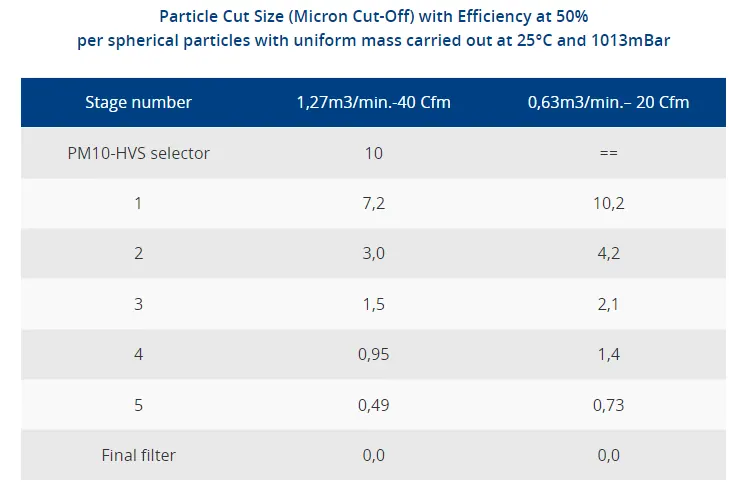 Particle Cut Size (Micron Cut-Off) with Efficiency at 50%
per spherical particles with uniform mass carried out at 25°C and 1013mBar
Stage number 1,27m3/min.-40 Cfm 0,63m3/min.– 20 Cfm
PM10-HVS selector 10 ==
1 7,2 10,2
2 3,0 4,2
3 1,5 2,1
4 0,95 1,4
5 0,49 0,73
Final filter 0,0 0,0